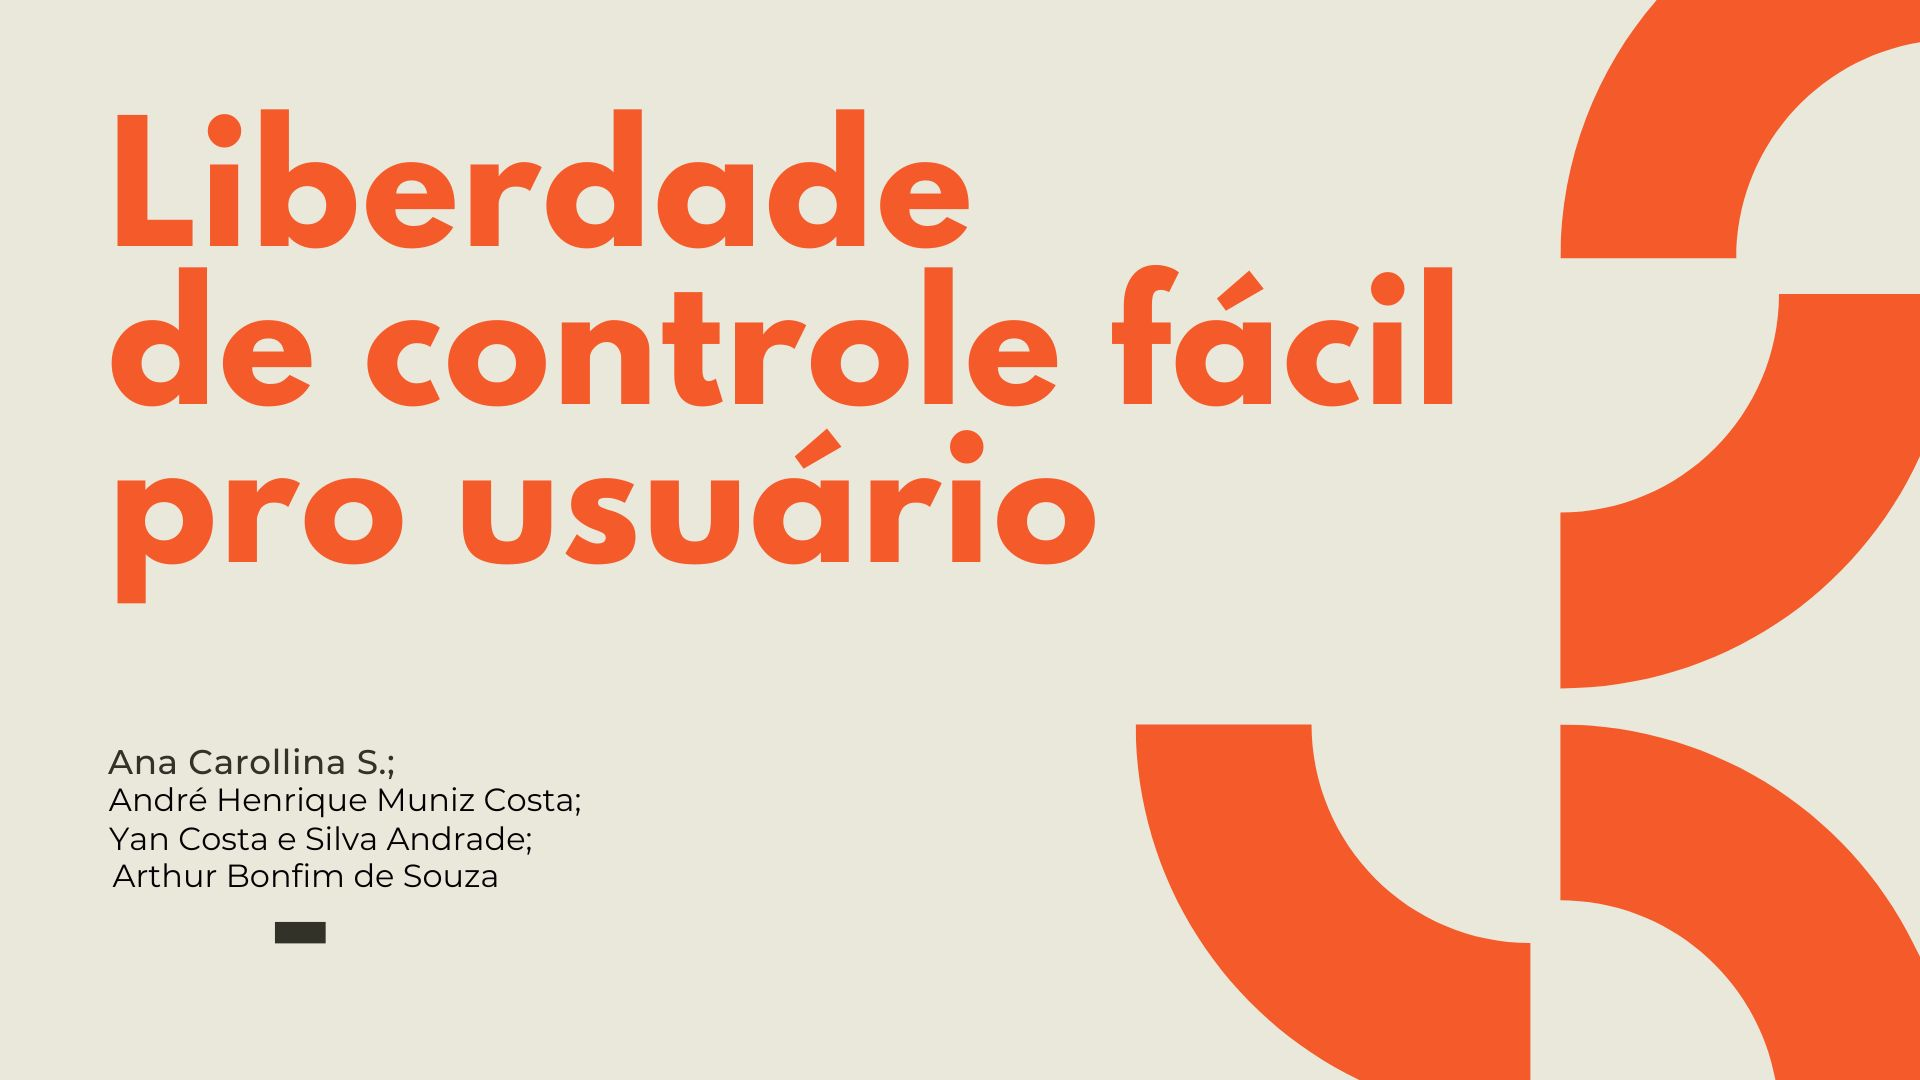 Liberdade
de controle fácil
pro usuário
Ana Carollina S.;
André Henrique Muniz Costa;
Yan Costa e Silva Andrade;
Arthur Bonfim de Souza